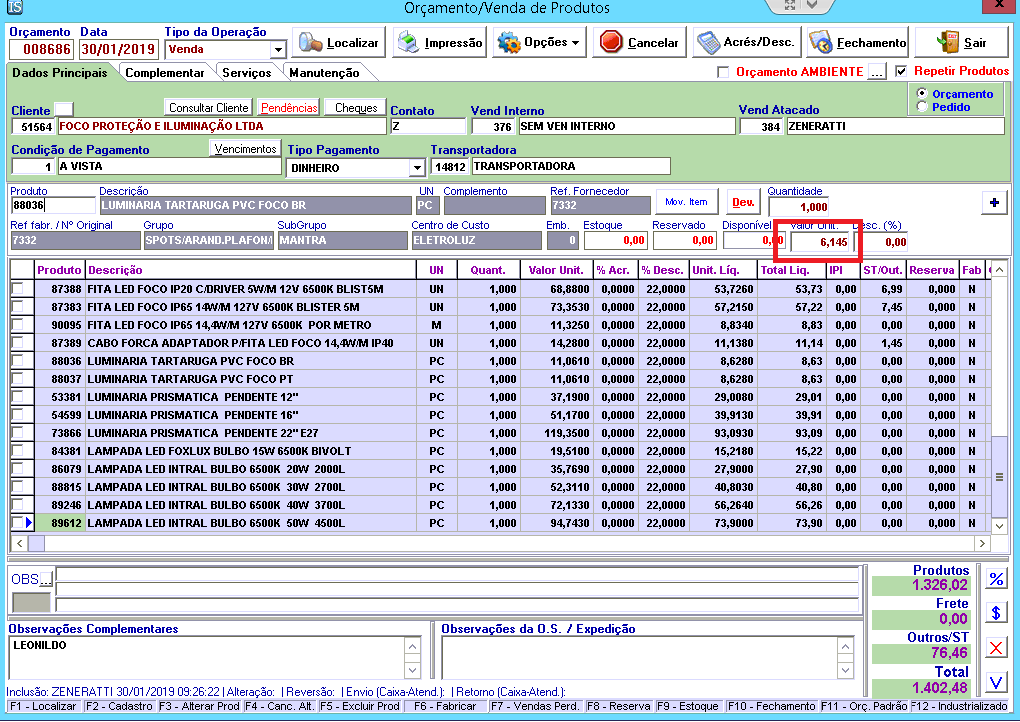 IS Orçamento/Venda de Produtos x
Orçamento Data Tipo da Operação
008686 30/01/2019 Venda Localizar Impressão Opções Cancelar Acrés/Desc. Fechamento Sair
Dados Principais Complementar Serviços Manutenção Orçamento AMBIENTE ... Repetir Produtos
Orçamento
Pedido
Cliente Consultar Cliente Pendências Cheques Contato Vend Interno Vend Atacado
51564 FOCO PROTEÇÃO E ILUMINAÇÃO LTDA Z 376 SEM VEN INTERNO 384 ZENERATTI
Condição de Pagamento Vencimentos Tipo Pagamento Transportadora
1 A VISTA DINHEIRO 14812 TRANSPORTADORA
Produto Descrição UN Complemento Ref. Fornecedor Mov. Item Deu. Quantidade
88036 LUMINARIA TARTARUGA PVC FOCO BR PC 7332 1,000 +
Ref fabr. / Nº Original Grupo SubGrupo Centro de Custo Emb. Estoque Reservado Disponível Valor Unit. Desc. (%)
7332 SPOTS/ARAND.PLAFON/I MANTRA ELETROLUZ 0 0,00 0,00 0,00 6,145 0,00
Produto Descrição UN Quant. Valor Unit. % Acr. % Desc. Unit. Líq. Total Liq. IPI ST/Out. Reserva Fab
87388 FITA LED FOCO IP20 C/DRIVER 5W/M 12V 6500K BLIST5M UN 1,000 68,8800 0,0000 22,0000 53,7260 53,73 0,00 6,99 0,000 N
87383 FITA LED FOCO IP65 14W/M 127V 6500K BLISTER 5M UN 1,000 73,3530 0,0000 22,0000 57,2150 57,22 0,00 7,45 0,000 N
90095 FITA LED FOCO IP65 14,4W/M 127V 6500K POR METRO M 1,000 11,3250 0,0000 22,0000 8,8340 8,83 0,00 0,00 0,000 N
87389 CABO FORCA ADAPTADOR P/FITA LED FOCO 14,4W/M IP40 UN 1,000 14,2800 0,0000 22,0000 11,1380 11,14 0,00 1,45 0,000 N
88036 LUMINARIA TARTARUGA PVC FOCO BR PC 1,000 11,0610 0,0000 22,0000 8,6280 8,63 0,00 0,00 0,000 N
88037 LUMINARIA TARTARUGA PVC FOCO PT PC 1,000 11,0610 0,0000 22,0000 8,6280 8,63 0,00 0,00 0,000 N
53381 LUMINARIA PRISMATICA PENDENTE 12" PC 1,000 37,1900 0,0000 22,0000 29,0080 29,01 0,00 0,00 0,000 N
54599 LUMINARIA PRISMATICA PENDENTE 16" PC 1,000 51,1700 0,0000 22,0000 39,9130 39,91 0,00 0,00 0,000 N
73866 LUMINARIA PRISMATICA PENDENTE 22" E27 PC 1,000 119,3500 0,0000 22,0000 93,0930 93,09 0,00 0,00 0,000 N
84381 LAMPADA LED FOXLUX BULBO 15W 6500K BIVOLT PC 1,000 19,5100 0,0000 22,0000 15,2180 15,22 0,00 0,00 0,000 N
86079 LAMPADA LED INTRAL BULBO 6500K 20W 2000L PC 1,000 35,7690 0,0000 22,0000 27,9000 27,90 0,00 0,00 0,000 N
88815 LAMPADA LED INTRAL BULBO 6500K 30W 2700L PC 1,000 52,3110 0,0000 22,0000 40,8030 40,80 0,00 0,00 0,000 N
89246 LAMPADA LED INTRAL BULBO 6500K 40W 3700L PC 1,000 72,1330 0,0000 22,0000 56,2640 56,26 0,00 0,00 0,000 N
89612 LAMPADA LED INTRAL BULBO 6500K 50W 4500L PC 1,000 94,7430 0,0000 22,0000 73,9000 73,90 0,00 0,00 0,000 N
OBS ... Produtos
1.326,02 %
Frete
0,00 $
Observações Complementares Observações da O.S. / Expedição Outros/ST
LEONILDO 76,46 X
Total
1.402,48 V
Inclusão: ZENERATTI 30/01/2019 09:26:22 | Alteração: | Reversão: | Envio (Caixa-Atend.): | Retorno (Caixa-Atend.):
F1 - Localizar F2 - Cadastro F3 - Alterar Prod F4 - Canc. Alt. F5 - Excluir Prod F6 - Fabricar F7 - Vendas Perd. F8 - Reserva F9 - Estoque F10 - Fechamento F11 - Orç. Padrão F12 - Industrializado